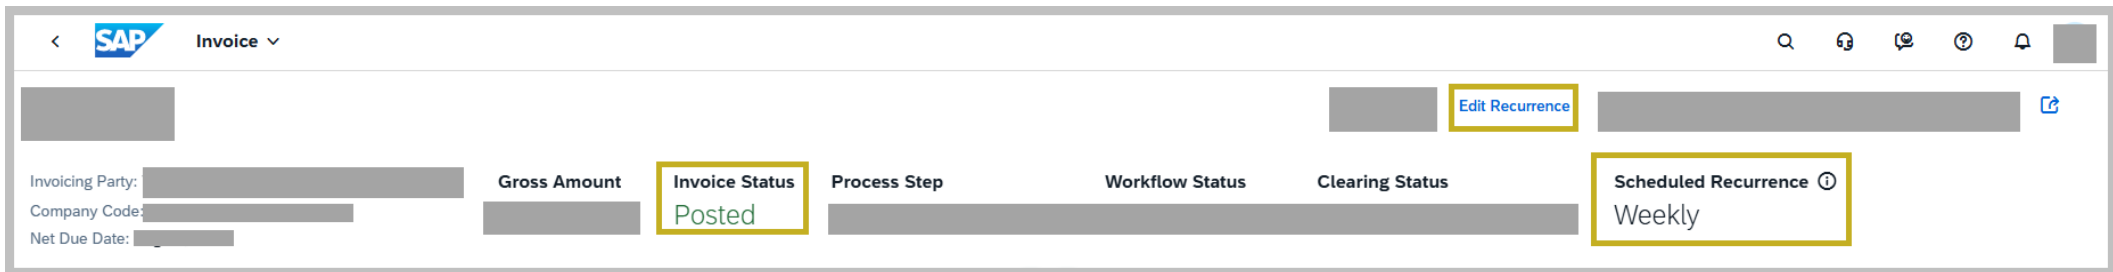 SAP Invoice
Edit Recurrence
Invoicing Party:
Company Code:
Net Due Date:
Gross Amount
Invoice Status
Posted
Process Step
Workflow Status
Clearing Status
Scheduled Recurrence
Weekly